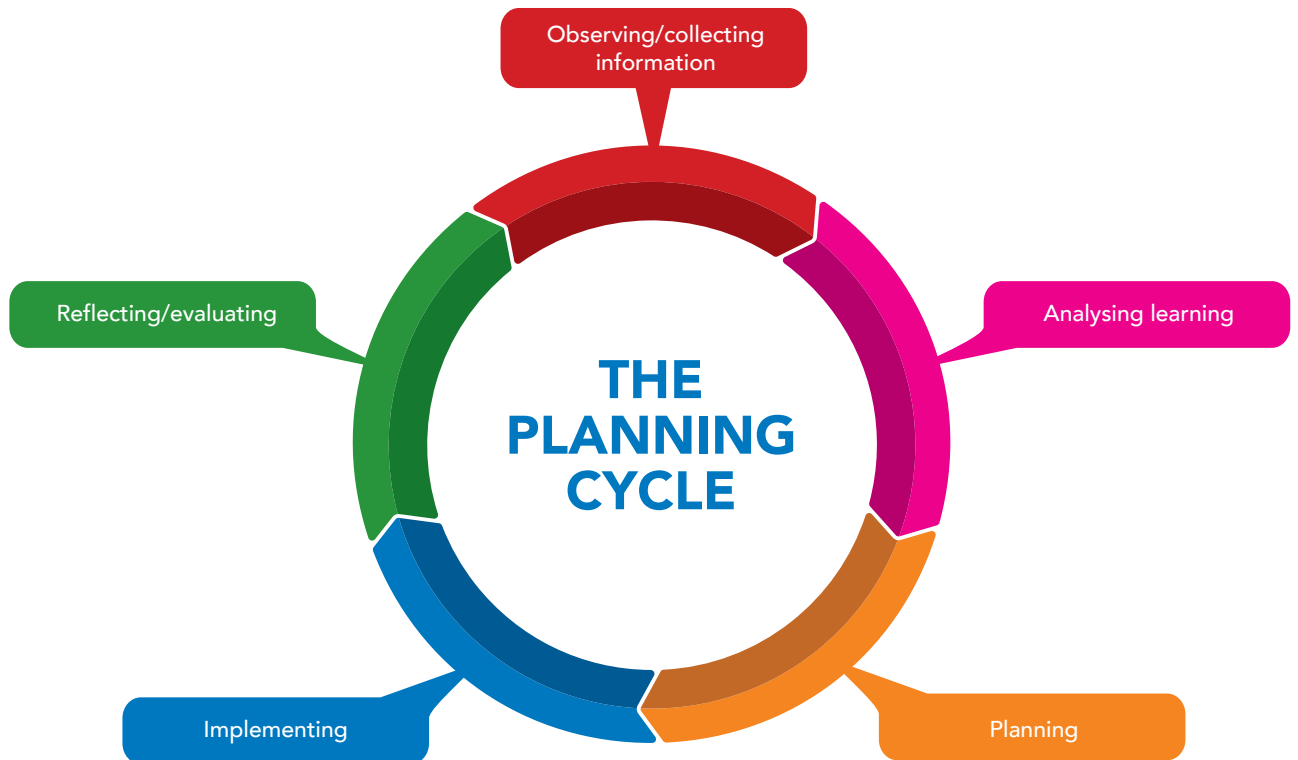 Observing/collecting
information
Reflecting/evaluating
Analysing learning
THE
PLANNING
CYCLE
Implementing
Planning